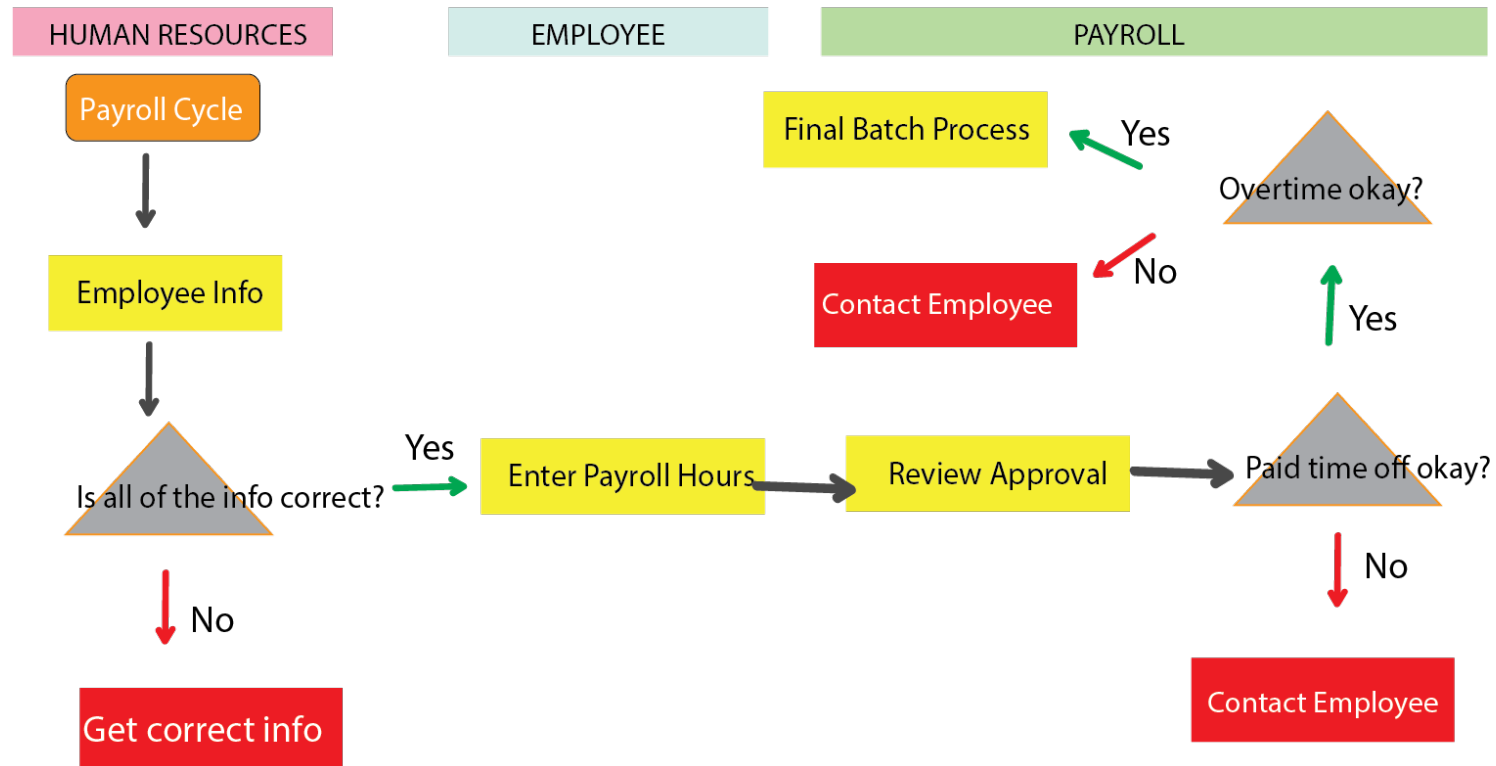 HUMAN RESOURCES
EMPLOYEE
PAYROLL
Payroll Cycle
Employee Info
Is all of the info correct?
No
Get correct info
Yes
Enter Payroll Hours
Review Approval
Paid time off okay?
No
Contact Employee
Yes
Overtime okay?
Yes
Final Batch Process
No
Contact Employee